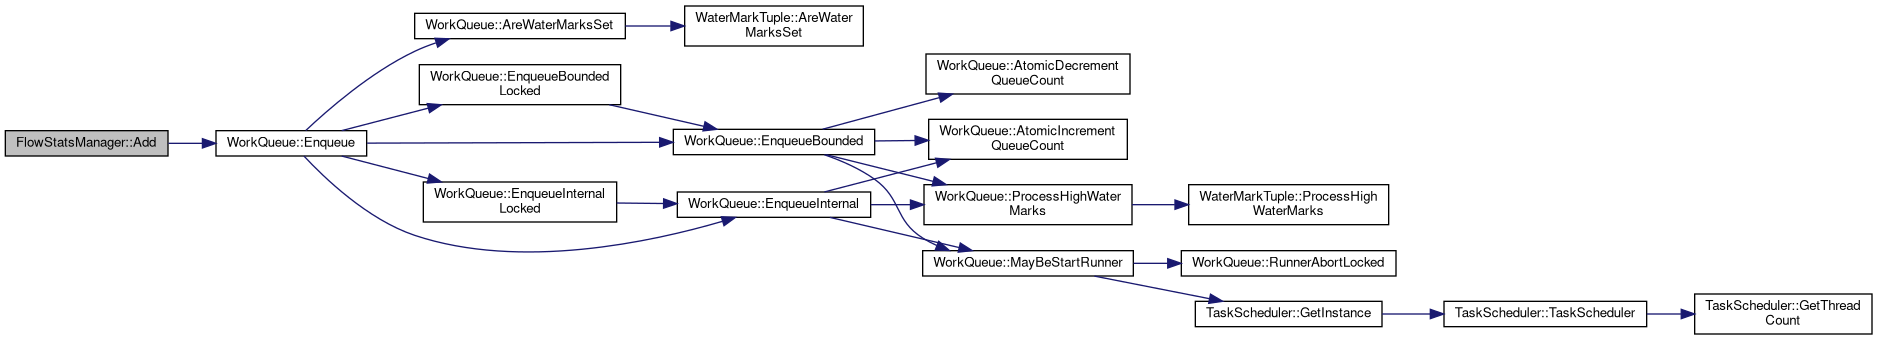 FlowStatsManager::Add
WorkQueue::Enqueue
WorkQueue::AreWaterMarksSet
WaterMarkTuple::AreWater
MarksSet
WorkQueue::EnqueueBounded
Locked
WorkQueue::EnqueueBounded
WorkQueue::EnqueueInternal
Locked
WorkQueue::EnqueueInternal
WorkQueue::AtomicDecrement
QueueCount
WorkQueue::AtomicIncrement
QueueCount
WorkQueue::ProcessHighWater
Marks
WaterMarkTuple::ProcessHigh
WaterMarks
WorkQueue::MayBeStartRunner
WorkQueue::RunnerAbortLocked
TaskScheduler::GetInstance
TaskScheduler::TaskScheduler
TaskScheduler::GetThread
Count